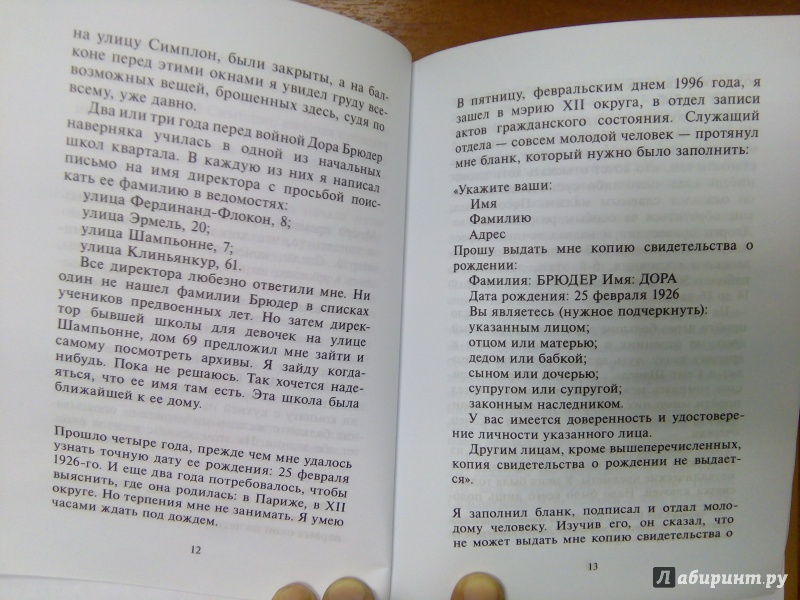 на улицу Симплон, были закрыты, а на бал-
коне перед этими окнами я увидел груду все-
возможных вещей, брошенных здесь, судя по
всему, уже давно.
Два или три года перед войной Дора Брюдер
наверняка училась в одной из начальных
школ квартала. В каждую из них я написал
письмо на имя директора с просьбой поис-
кать ее фамилию в ведомостях:
улица Фердинанд-Флокон, 8;
улица Эрмель, 20;
улица Шампьонне, 7;
улица Клиньянкур, 61.
Все директора любезно ответили мне. Ни
один не нашел фамилии Брюдер в списках
учеников предвоенных лет. Но затем дирек-
тор бывшей школы для девочек на улице
Шампьонне, дом 69 предложил мне зайти и
самому посмотреть архивы. Я зайду когда-
нибудь. Пока не решаюсь. Так хочется наде-
яться, что ее имя там есть. Эта школа была
ближайшей к ее дому.
Прошло четыре года, прежде чем мне удалось
узнать точную дату ее рождения: 25 февраля
1926-го. И еще два года потребовалось, чтобы
выяснить, где она родилась: в Париже, в XII
округе. Но терпения мне не занимать. Я умею
часами ждать под дождем.
12
В пятницу, февральским днем 1996 года, я
зашел в мэрию XII округа, в отдел записи
актов гражданского состояния. Служащий
отдела — совсем молодой человек — протянул
мне бланк, который нужно было заполнить:
«Укажите ваши:
Имя
Фамилию
Адрес
Прошу выдать мне копию свидетельства о
рождении:
Фамилия: БРЮДЕР Имя: ДОРА
Дата рождения: 25 февраля 1926
Вы являетесь (нужное подчеркнуть):
указанным лицом;
отцом или матерью;
дедом или бабкой;
сыном или дочерью;
супругом или супругой;
законным наследником.
У вас имеется доверенность и удостовере-
ние личности указанного лица.
Другим лицам, кроме вышеперечисленных,
копия свидетельства о рождении не выдает-
ся».
Я заполнил бланк, подписал и отдал моло-
дому человеку. Изучив его, он сказал, что
не может выдать мне копию свидетельства о
13
Лабиринт.ру